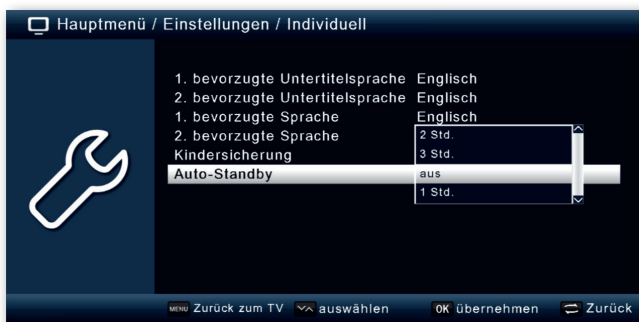 Hauptmenü / Einstellungen / Individuell
1. bevorzugte Untertitelsprache Englisch
2. bevorzugte Untertitelsprache Englisch
1. bevorzugte Sprache Englisch
2. bevorzugte Sprache 2 Std.
Kindersicherung 3 Std.
Auto-Standby aus
1 Std.
MENU Zurück zum TV auswählen OK übernehmen Zurück